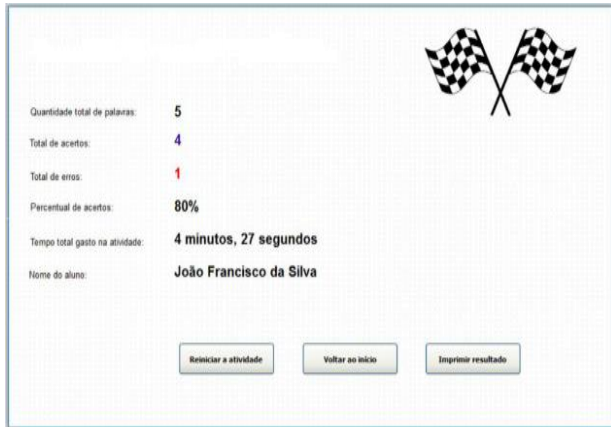 Quantidade total de palavras: 5
Total de acertos: 4
Total de erros: 1
Percentual de acertos: 80%
Tempo total gasto na atividade: 4 minutos, 27 segundos
Nome do aluno: João Francisco da Silva
Reiniciar a atividade Voltar ao início Imprimir resultado